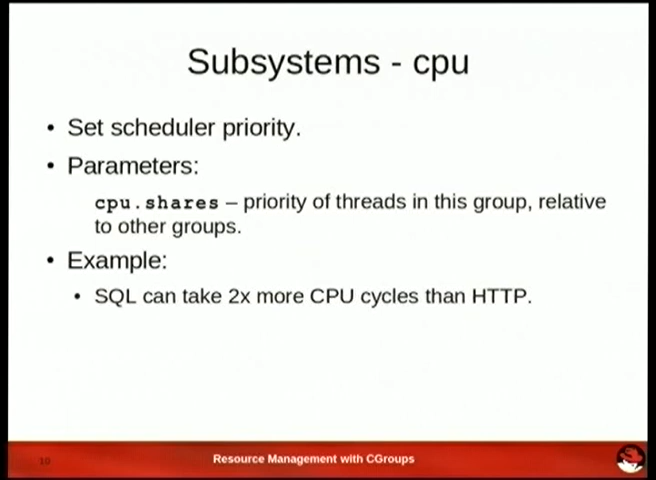 Subsystems - cpu
• Set scheduler priority.
• Parameters:
cpu.shares – priority of threads in this group, relative
to other groups.
• Example:
• SQL can take 2x more CPU cycles than HTTP.
10
Resource Management with CGroups